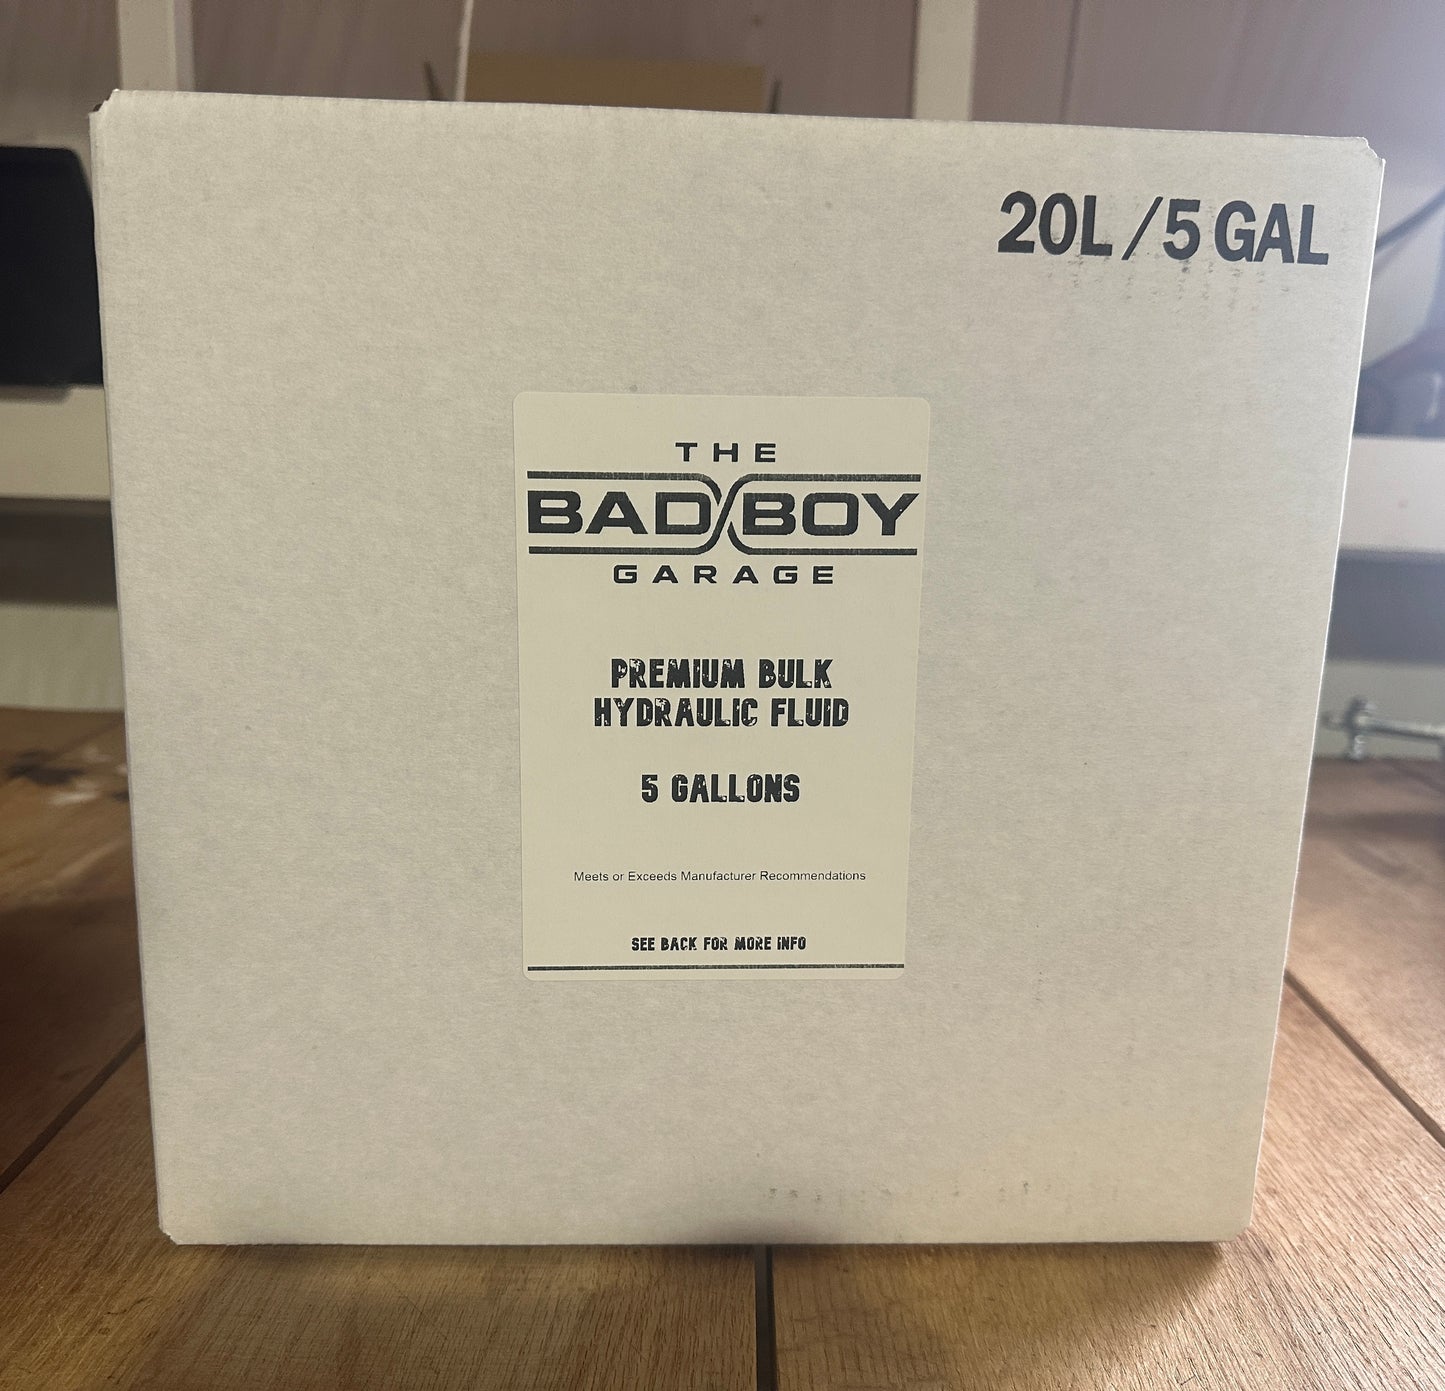 20L/5 GAL
THE
BAD BOY
GARAGE
PREMIUM BULK
HYDRAULIC FLUID
5 GALLONS
Meets or Exceeds Manufacturer Recommendations
SEE BACK FOR MORE INFO